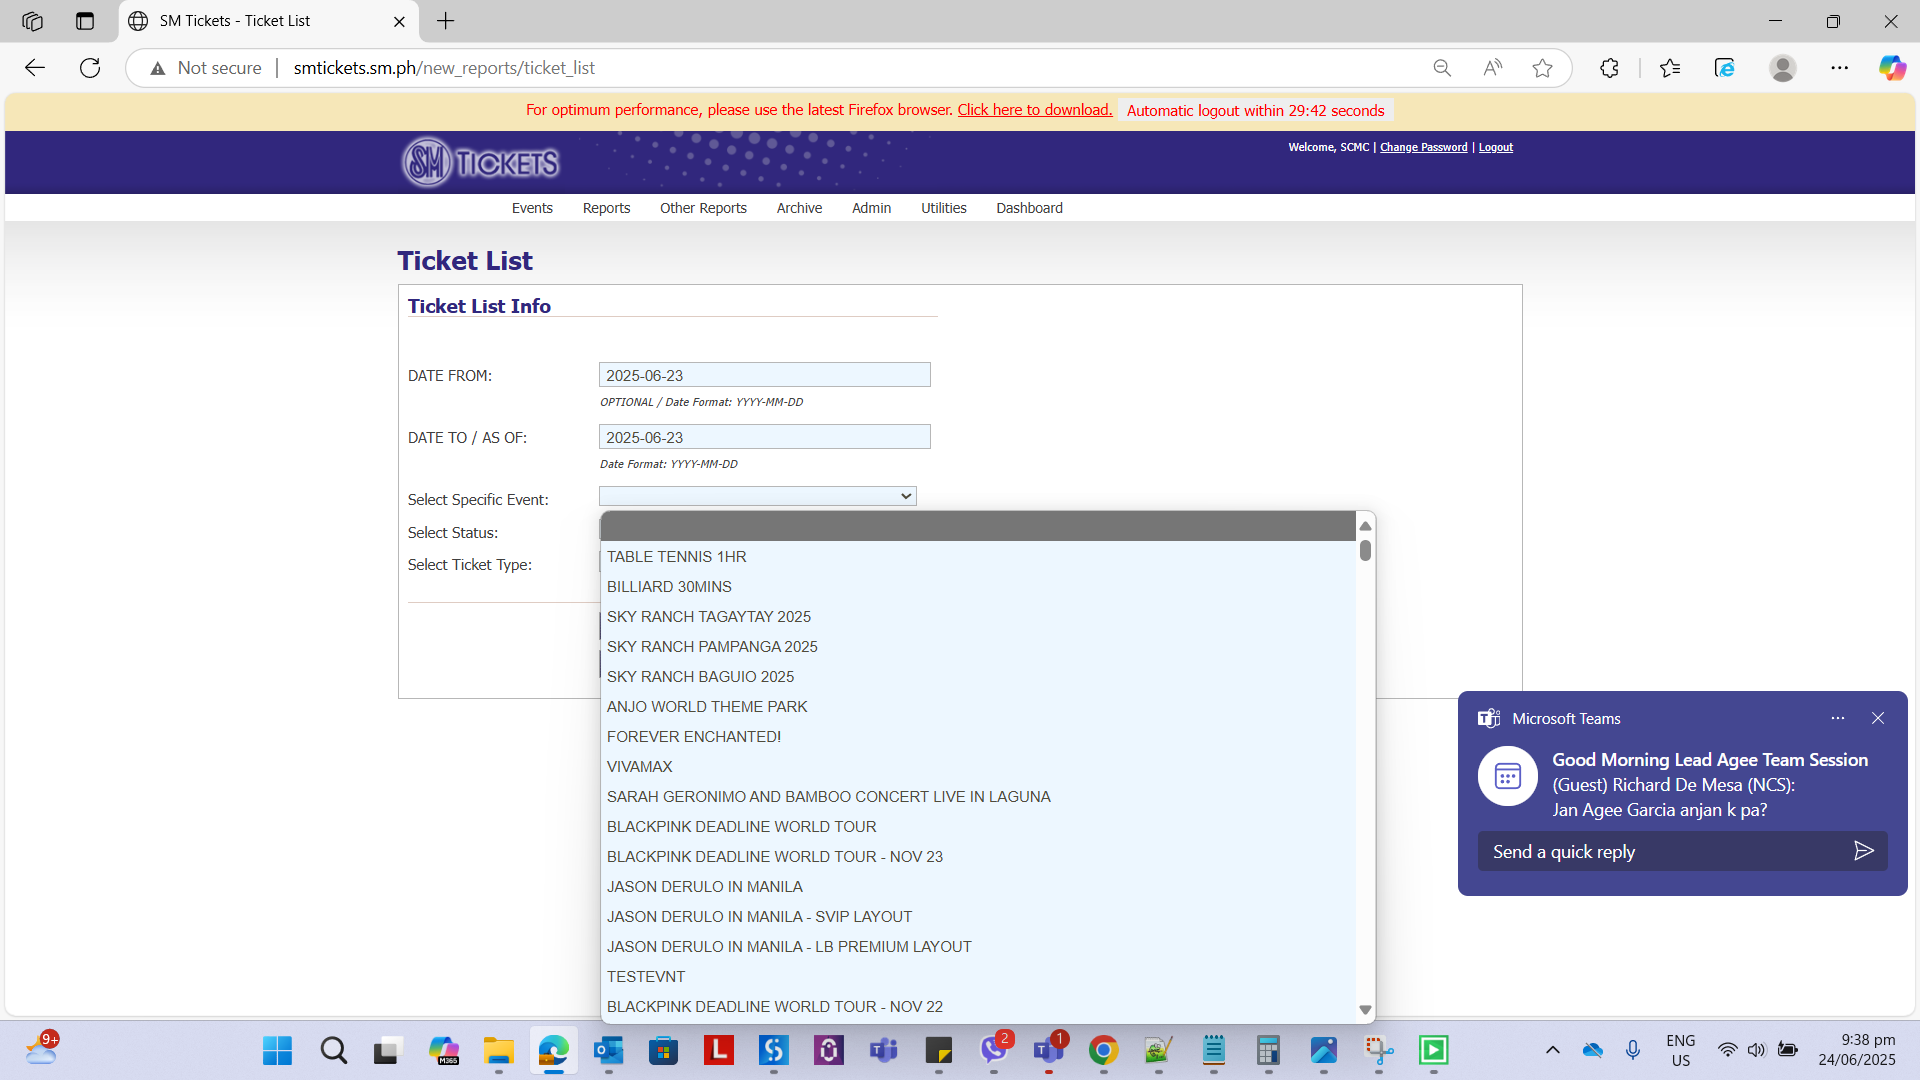 SM Tickets - Ticket List
Not secure
smtickets.sm.ph/new_reports/ticket_list
For optimum performance, please use the latest Firefox browser. Click here to download. Automatic logout within 29:42 seconds
SM TICKETS
Welcome, SCMC | Change Password | Logout
Events Reports Other Reports Archive Admin Utilities Dashboard
Ticket List
Ticket List Info
DATE FROM: 2025-06-23
OPTIONAL / Date Format: YYYY-MM-DD
DATE TO / AS OF: 2025-06-23
Date Format: YYYY-MM-DD
Select Specific Event:
Select Status:
Select Ticket Type:
TABLE TENNIS 1HR
BILLIARD 30MINS
SKY RANCH TAGAYTAY 2025
SKY RANCH PAMPANGA 2025
SKY RANCH BAGUIO 2025
ANJO WORLD THEME PARK
FOREVER ENCHANTED!
VIVAMAX
SARAH GERONIMO AND BAMBOO CONCERT LIVE IN LAGUNA
BLACKPINK DEADLINE WORLD TOUR
BLACKPINK DEADLINE WORLD TOUR - NOV 23
JASON DERULO IN MANILA
JASON DERULO IN MANILA - SVIP LAYOUT
JASON DERULO IN MANILA - LB PREMIUM LAYOUT
TESTEVNT
BLACKPINK DEADLINE WORLD TOUR - NOV 22
Microsoft Teams
Good Morning Lead Agee Team Session
(Guest) Richard De Mesa (NCS):
Jan Agee Garcia anjan k pa?
Send a quick reply
9+
M365
2
1
ENG
US
9:38 pm
24/06/2025